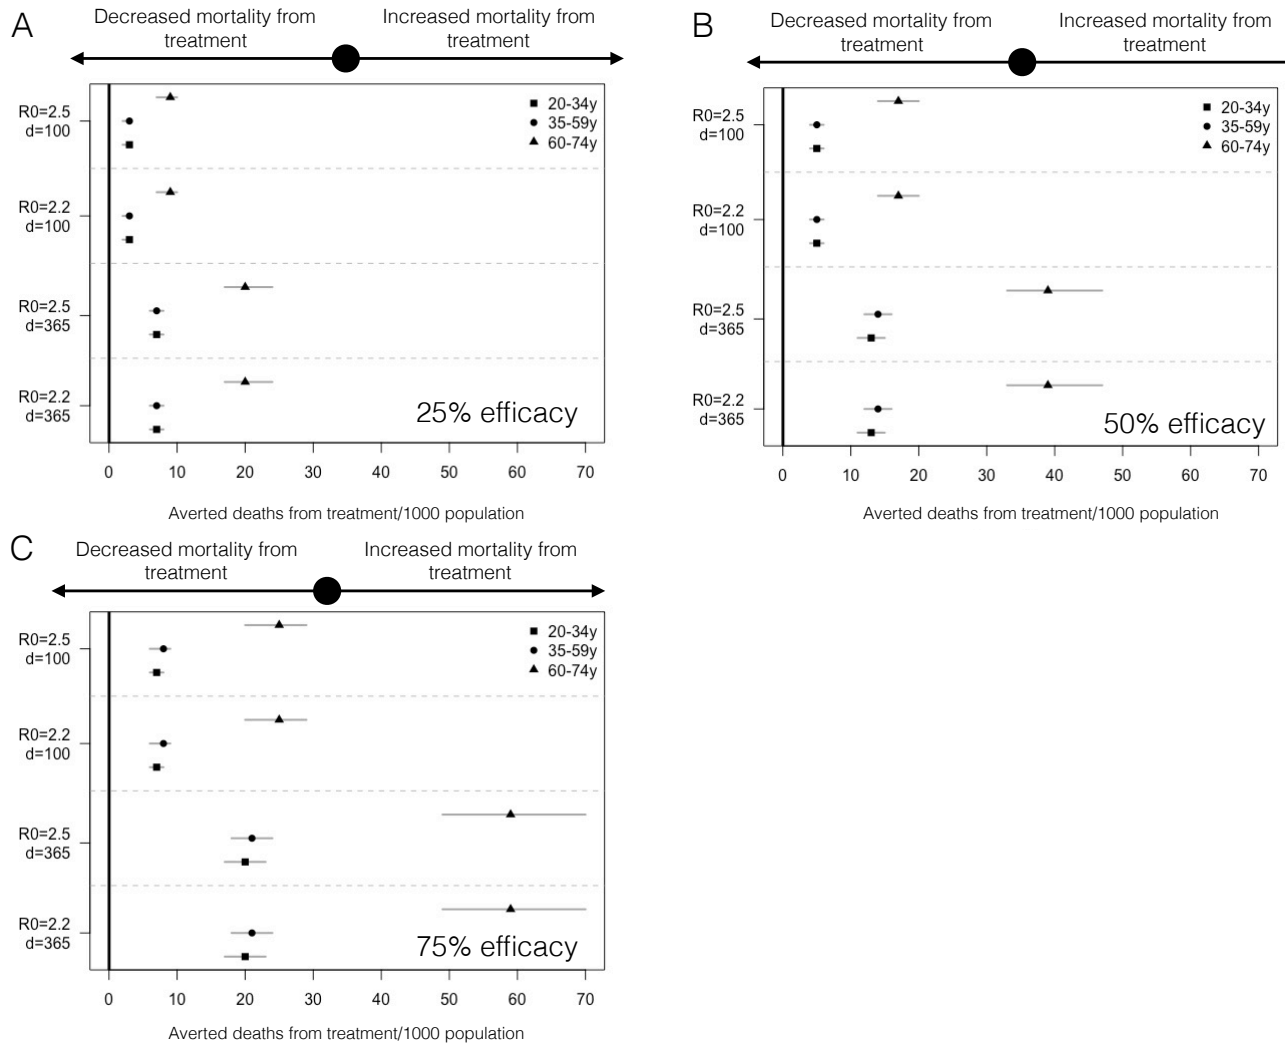 A
Decreased mortality from
treatment
Increased mortality from
treatment
R0=2.5
d=100
R0=2.2
d=100
R0=2.5
d=365
R0=2.2
d=365
20-34y
35-59y
60-74y
25% efficacy
0 10 20 30 40 50 60 70
Averted deaths from treatment/1000 population
B
Decreased mortality from
treatment
Increased mortality from
treatment
R0=2.5
d=100
R0=2.2
d=100
R0=2.5
d=365
R0=2.2
d=365
20-34y
35-59y
60-74y
50% efficacy
0 10 20 30 40 50 60 70
Averted deaths from treatment/1000 population
C
Decreased mortality from
treatment
Increased mortality from
treatment
R0=2.5
d=100
R0=2.2
d=100
R0=2.5
d=365
R0=2.2
d=365
20-34y
35-59y
60-74y
75% efficacy
0 10 20 30 40 50 60 70
Averted deaths from treatment/1000 population